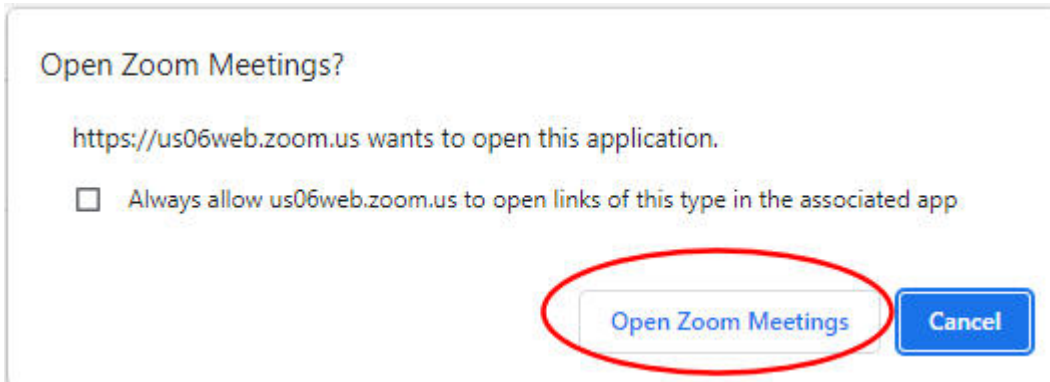 Open Zoom Meetings?
https://us06web.zoom.us wants to open this application.
Always allow us06web.zoom.us to open links of this type in the associated app
Open Zoom Meetings
Cancel